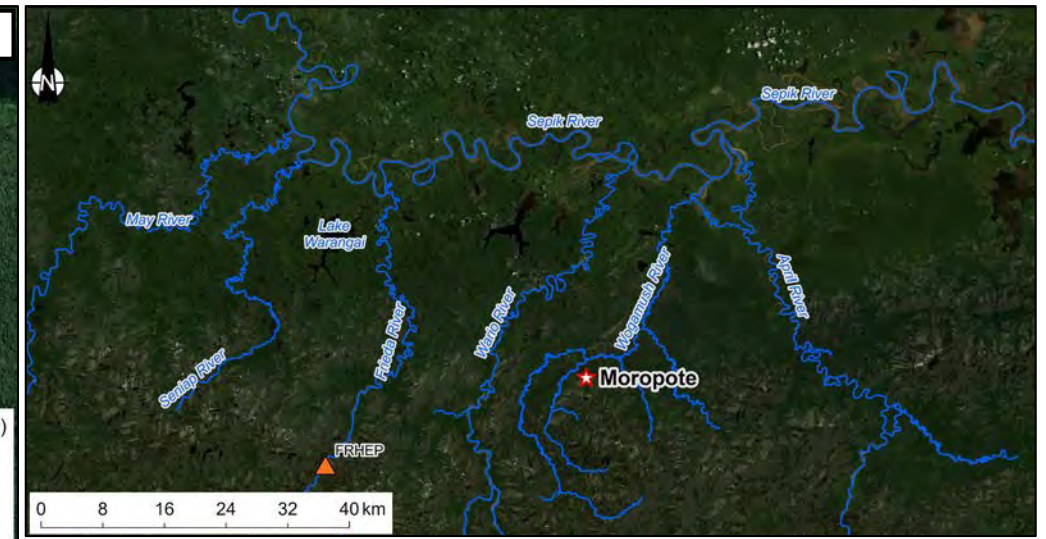 )
N
Sepik River
Sepik River
May River
Lake
Warangai
Senlap River
Frieda River
Wario River
Wogamush River
April River
Moropote
FRHEP
0 8 16 24 32 40 km